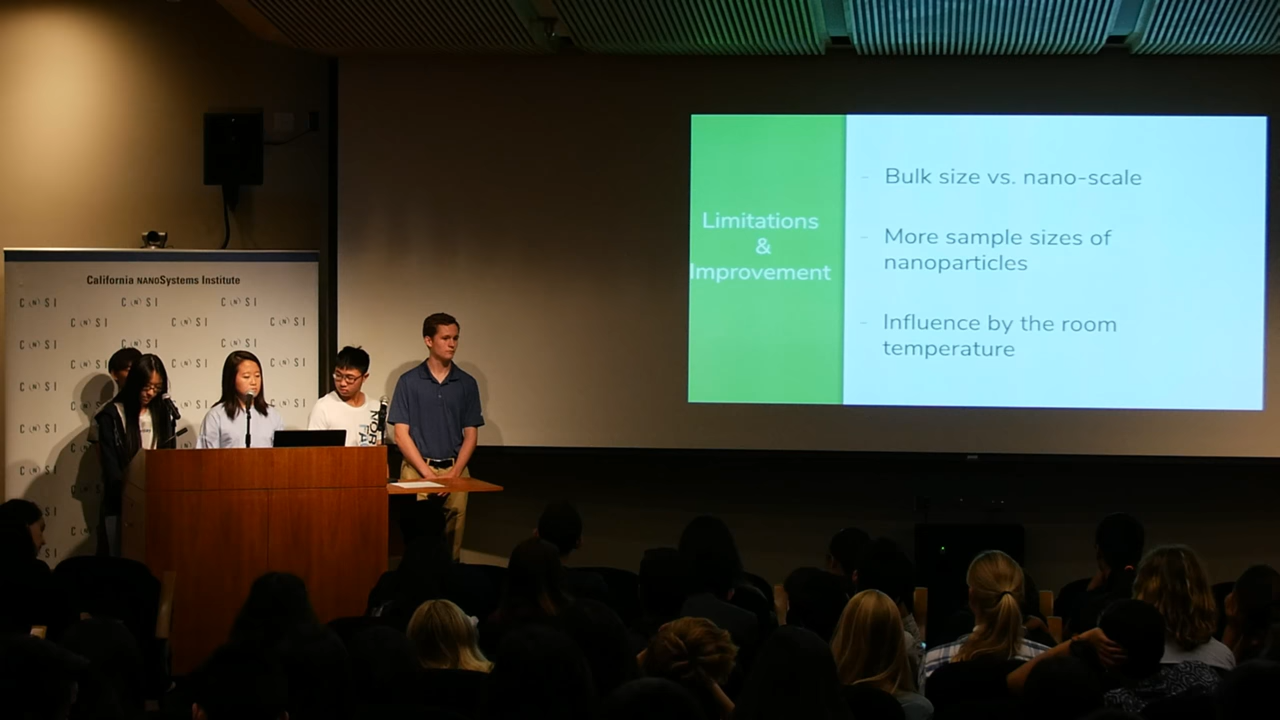 California NANOSystems Institute
C (N) S I C (N) S I C (N) S I
C (N) S I C (N) S I C (N) S I
C (N) S I C (N) S I C (N) S I
Limitations
&
Improvement
- Bulk size vs. nano-scale
- More sample sizes of
nanoparticles
- Influence by the room
temperature